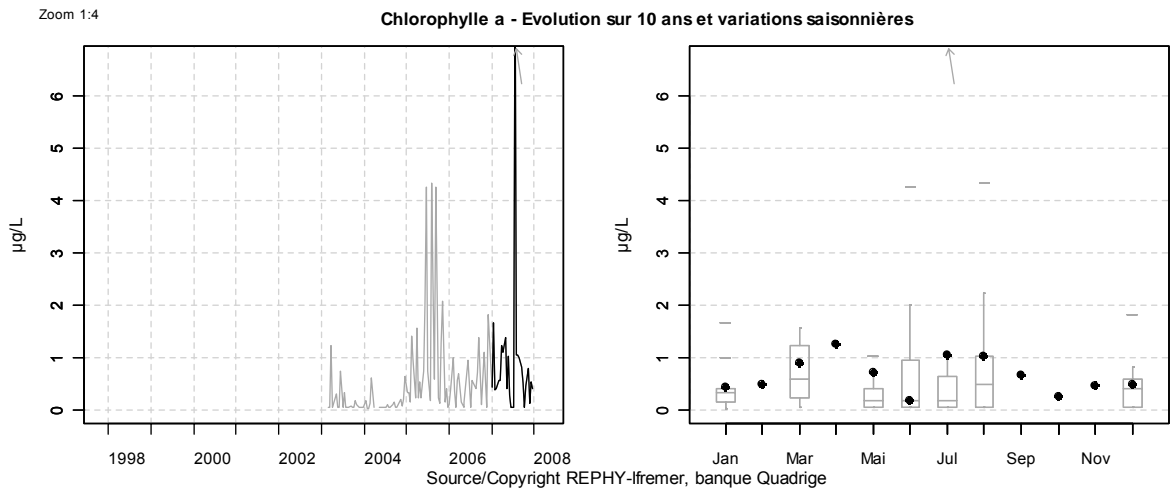 Zoom 1:4
Chlorophylle a - Evolution sur 10 ans et variations saisonnières
µg/L
6
5
4
3
2
1
0
1998 2000 2002 2004 2006 2008
µg/L
6
5
4
3
2
1
0
Jan Mar Mai Jul Sep Nov
Source/Copyright REPHY-Ifremer, banque Quadrige